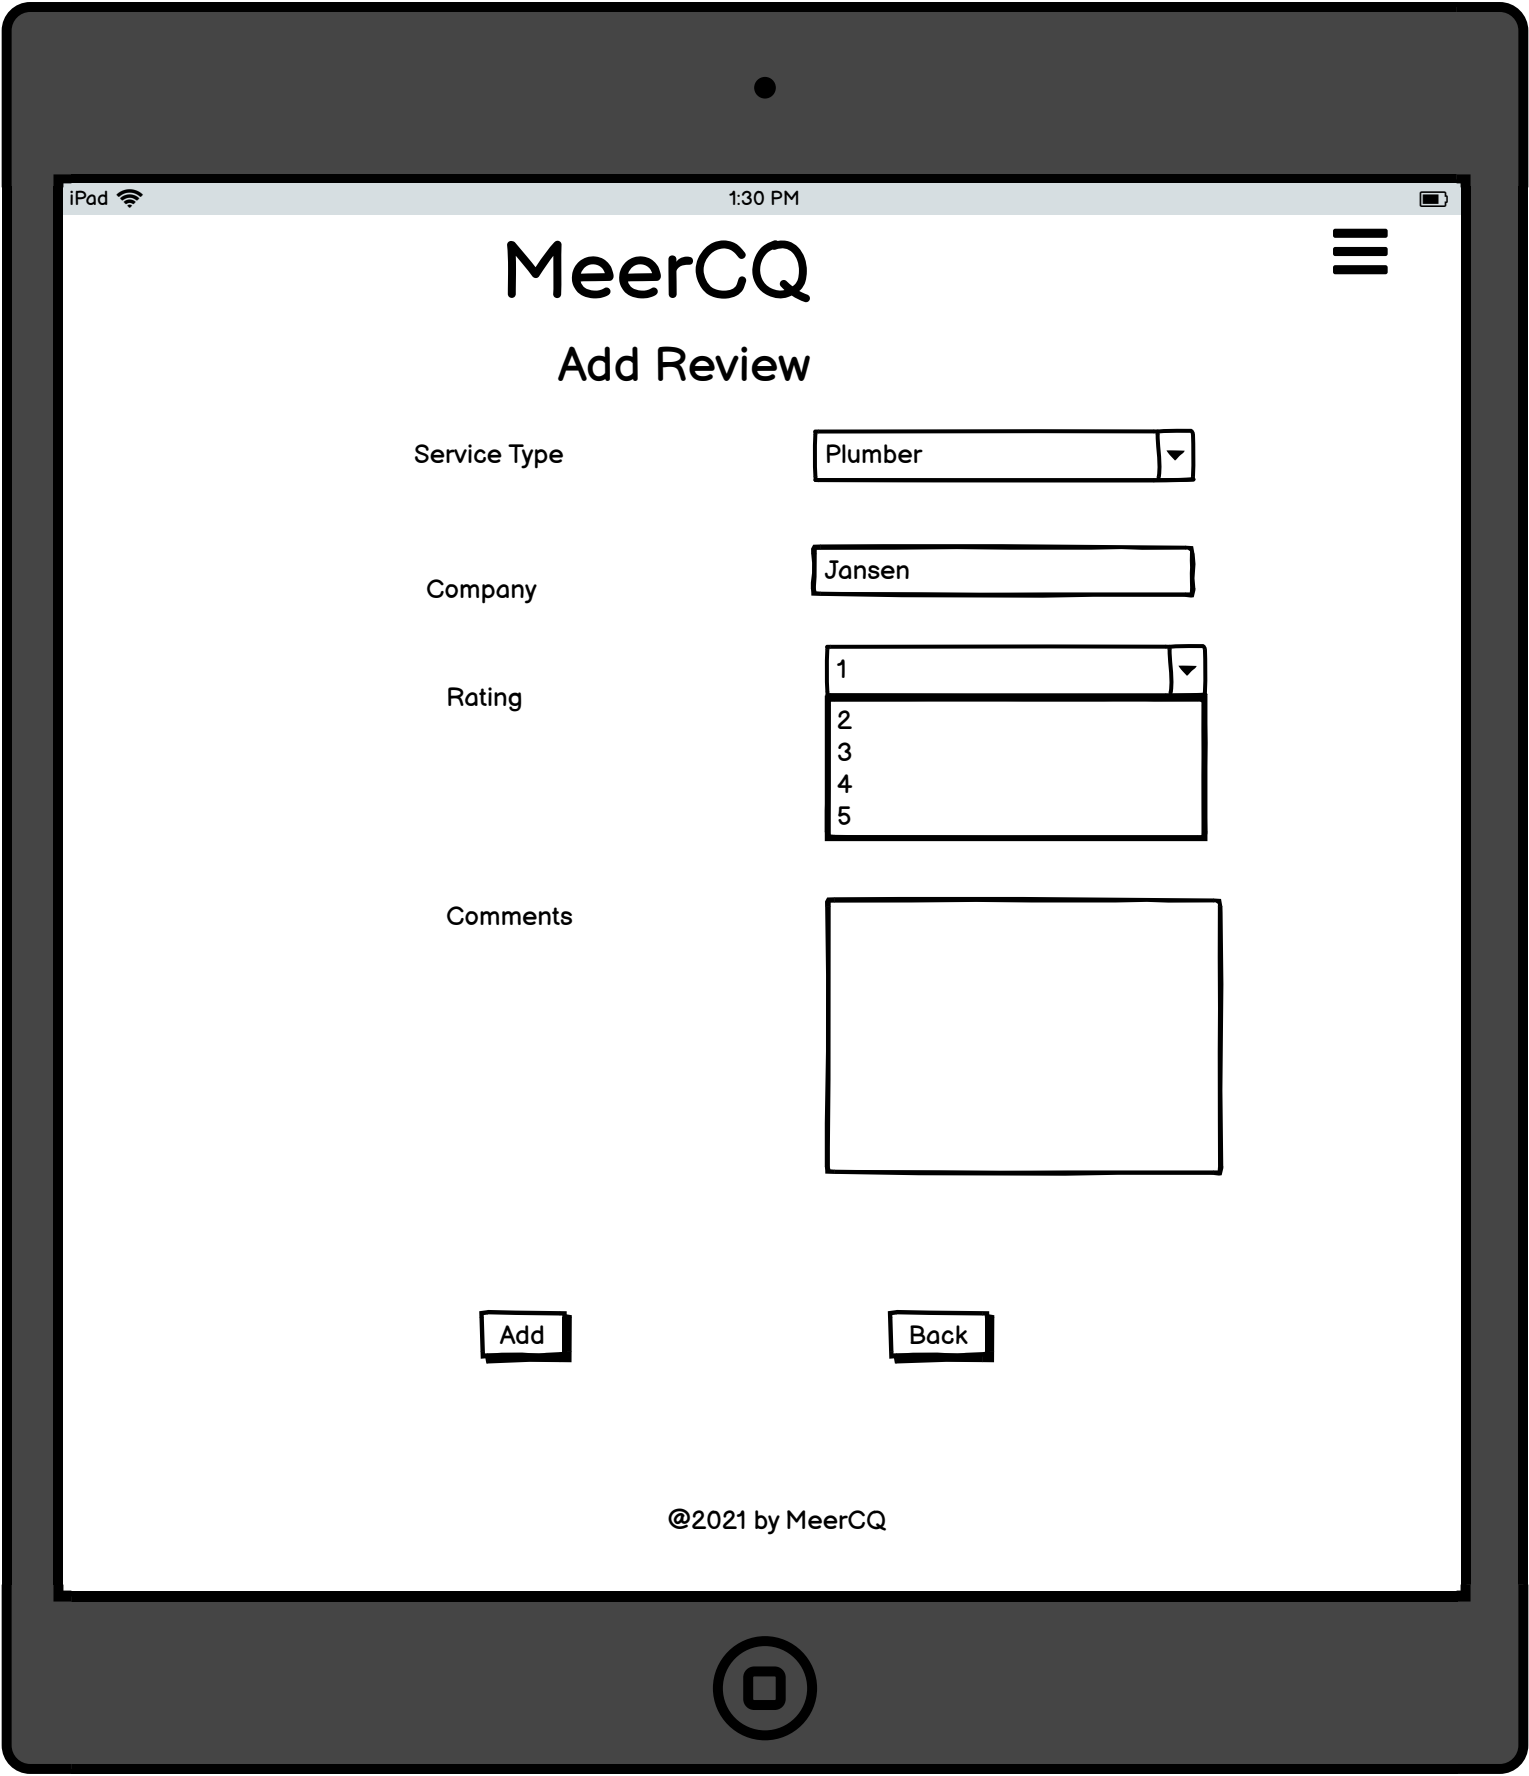 iPad
1:30 PM
MeerCQ
Add Review
Service Type
Plumber
Company
Jansen
Rating
1
2
3
4
5
Comments
Add
Back
@2021 by MeerCQ